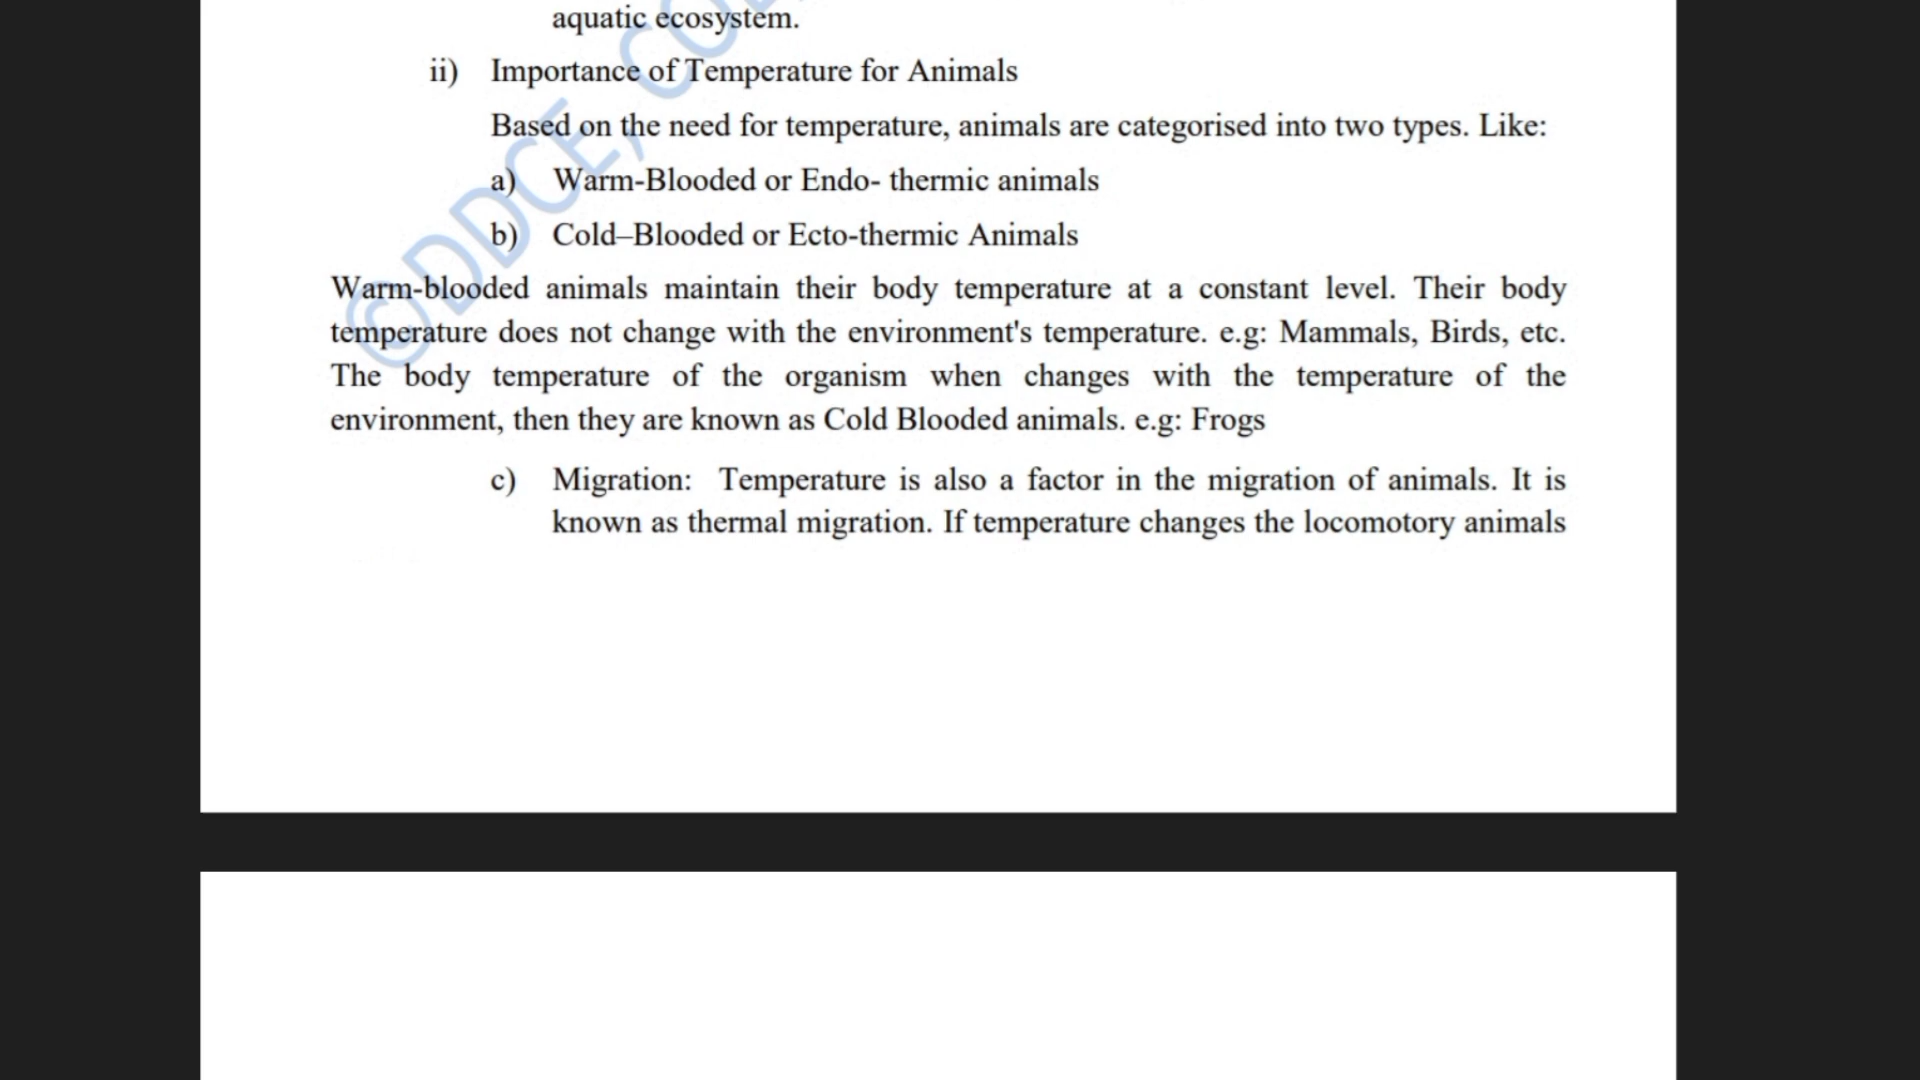 aquatic ecosystem.
ii) Importance of Temperature for Animals
Based on the need for temperature, animals are categorised into two types. Like:
a) Warm-Blooded or Endo- thermic animals
b) Cold–Blooded or Ecto-thermic Animals
Warm-blooded animals maintain their body temperature at a constant level. Their body
temperature does not change with the environment's temperature. e.g: Mammals, Birds, etc.
The body temperature of the organism when changes with the temperature of the
environment, then they are known as Cold Blooded animals. e.g: Frogs
c) Migration: Temperature is also a factor in the migration of animals. It is
known as thermal migration. If temperature changes the locomotory animals
©DDCE,